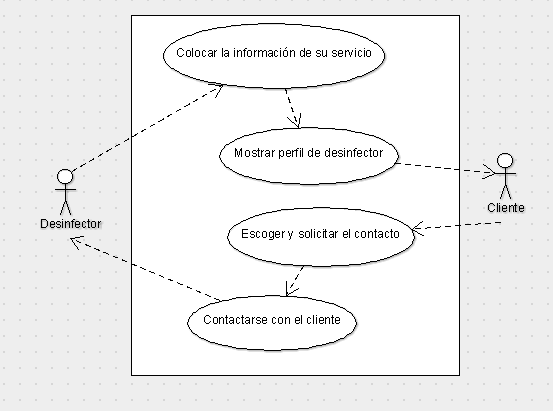 Colocar la información de su servicio
Mostrar perfil de desinfector
Desinfector
Cliente
Escoger y solicitar el contacto
Contactarse con el cliente